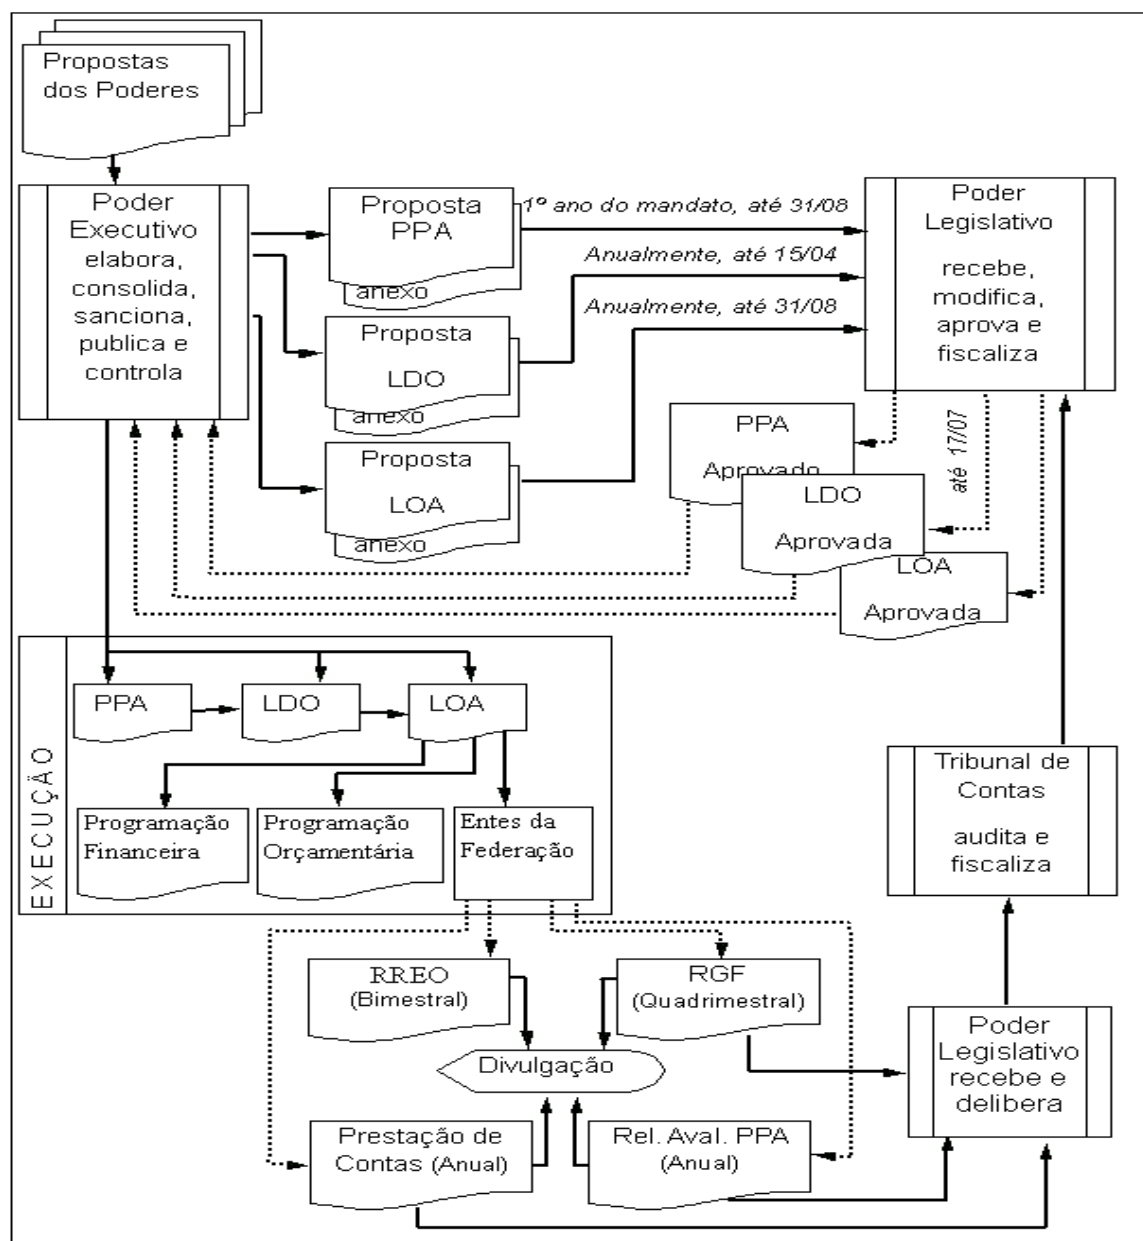 Propostas
dos Poderes
Poder
Executivo
elabora,
consolida,
sanciona,
publica e
controla
Proposta
PPA
anexo
1º ano do mandato, até 31/08
Anualmente, até 15/04
Anualmente, até 31/08
Proposta
LDO
anexo
Proposta
LOA
anexo
Poder
Legislativo
recebe,
modifica,
aprova e
fiscaliza
até 17/07
PPA
Aprovado
LDO
Aprovada
LOA
Aprovada
EXECUÇÃO
PPA
LDO
LOA
Programação
Financeira
Programação
Orçamentária
Entes da
Federação
Tribunal de
Contas
audita e
fiscaliza
RREO
(Bimestral)
RGF
(Quadrimestral)
Divulgação
Poder
Legislativo
recebe e
delibera
Prestação de
Contas (Anual)
Rel. Aval. PPA
(Anual)